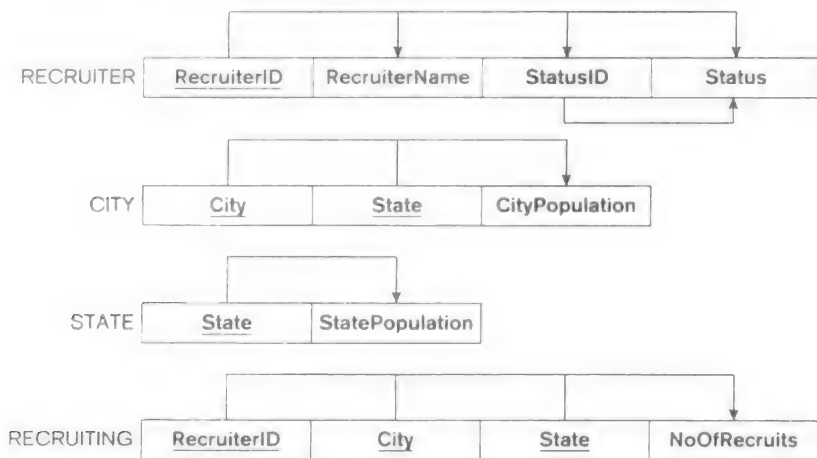 RECRUITER RecruiterID RecruiterName StatusID Status
CITY City State CityPopulation
STATE State StatePopulation
RECRUITING RecruiterID City State NoOfRecruits